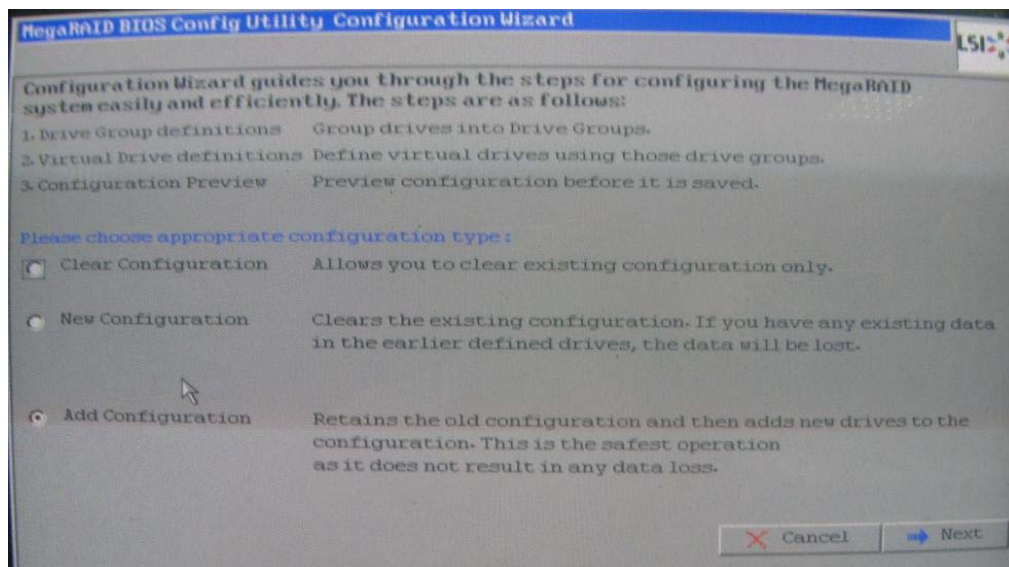 MegaRAID BIOS Config Utility Configuration Wizard
LSI
Configuration Wizard guides you through the steps for configuring the MegaRAID
system easily and efficiently. The steps are as follows:
1. Drive Group definitions Group drives into Drive Groups.
2. Virtual Drive definitions Define virtual drives using those drive groups.
3. Configuration Preview Preview configuration before it is saved.
Please choose appropriate configuration type:
Clear Configuration Allows you to clear existing configuration only.
New Configuration Clears the existing configuration. If you have any existing data
in the earlier defined drives, the data will be lost.
Add Configuration Retains the old configuration and then adds new drives to the
configuration. This is the safest operation
as it does not result in any data loss.
Cancel Next